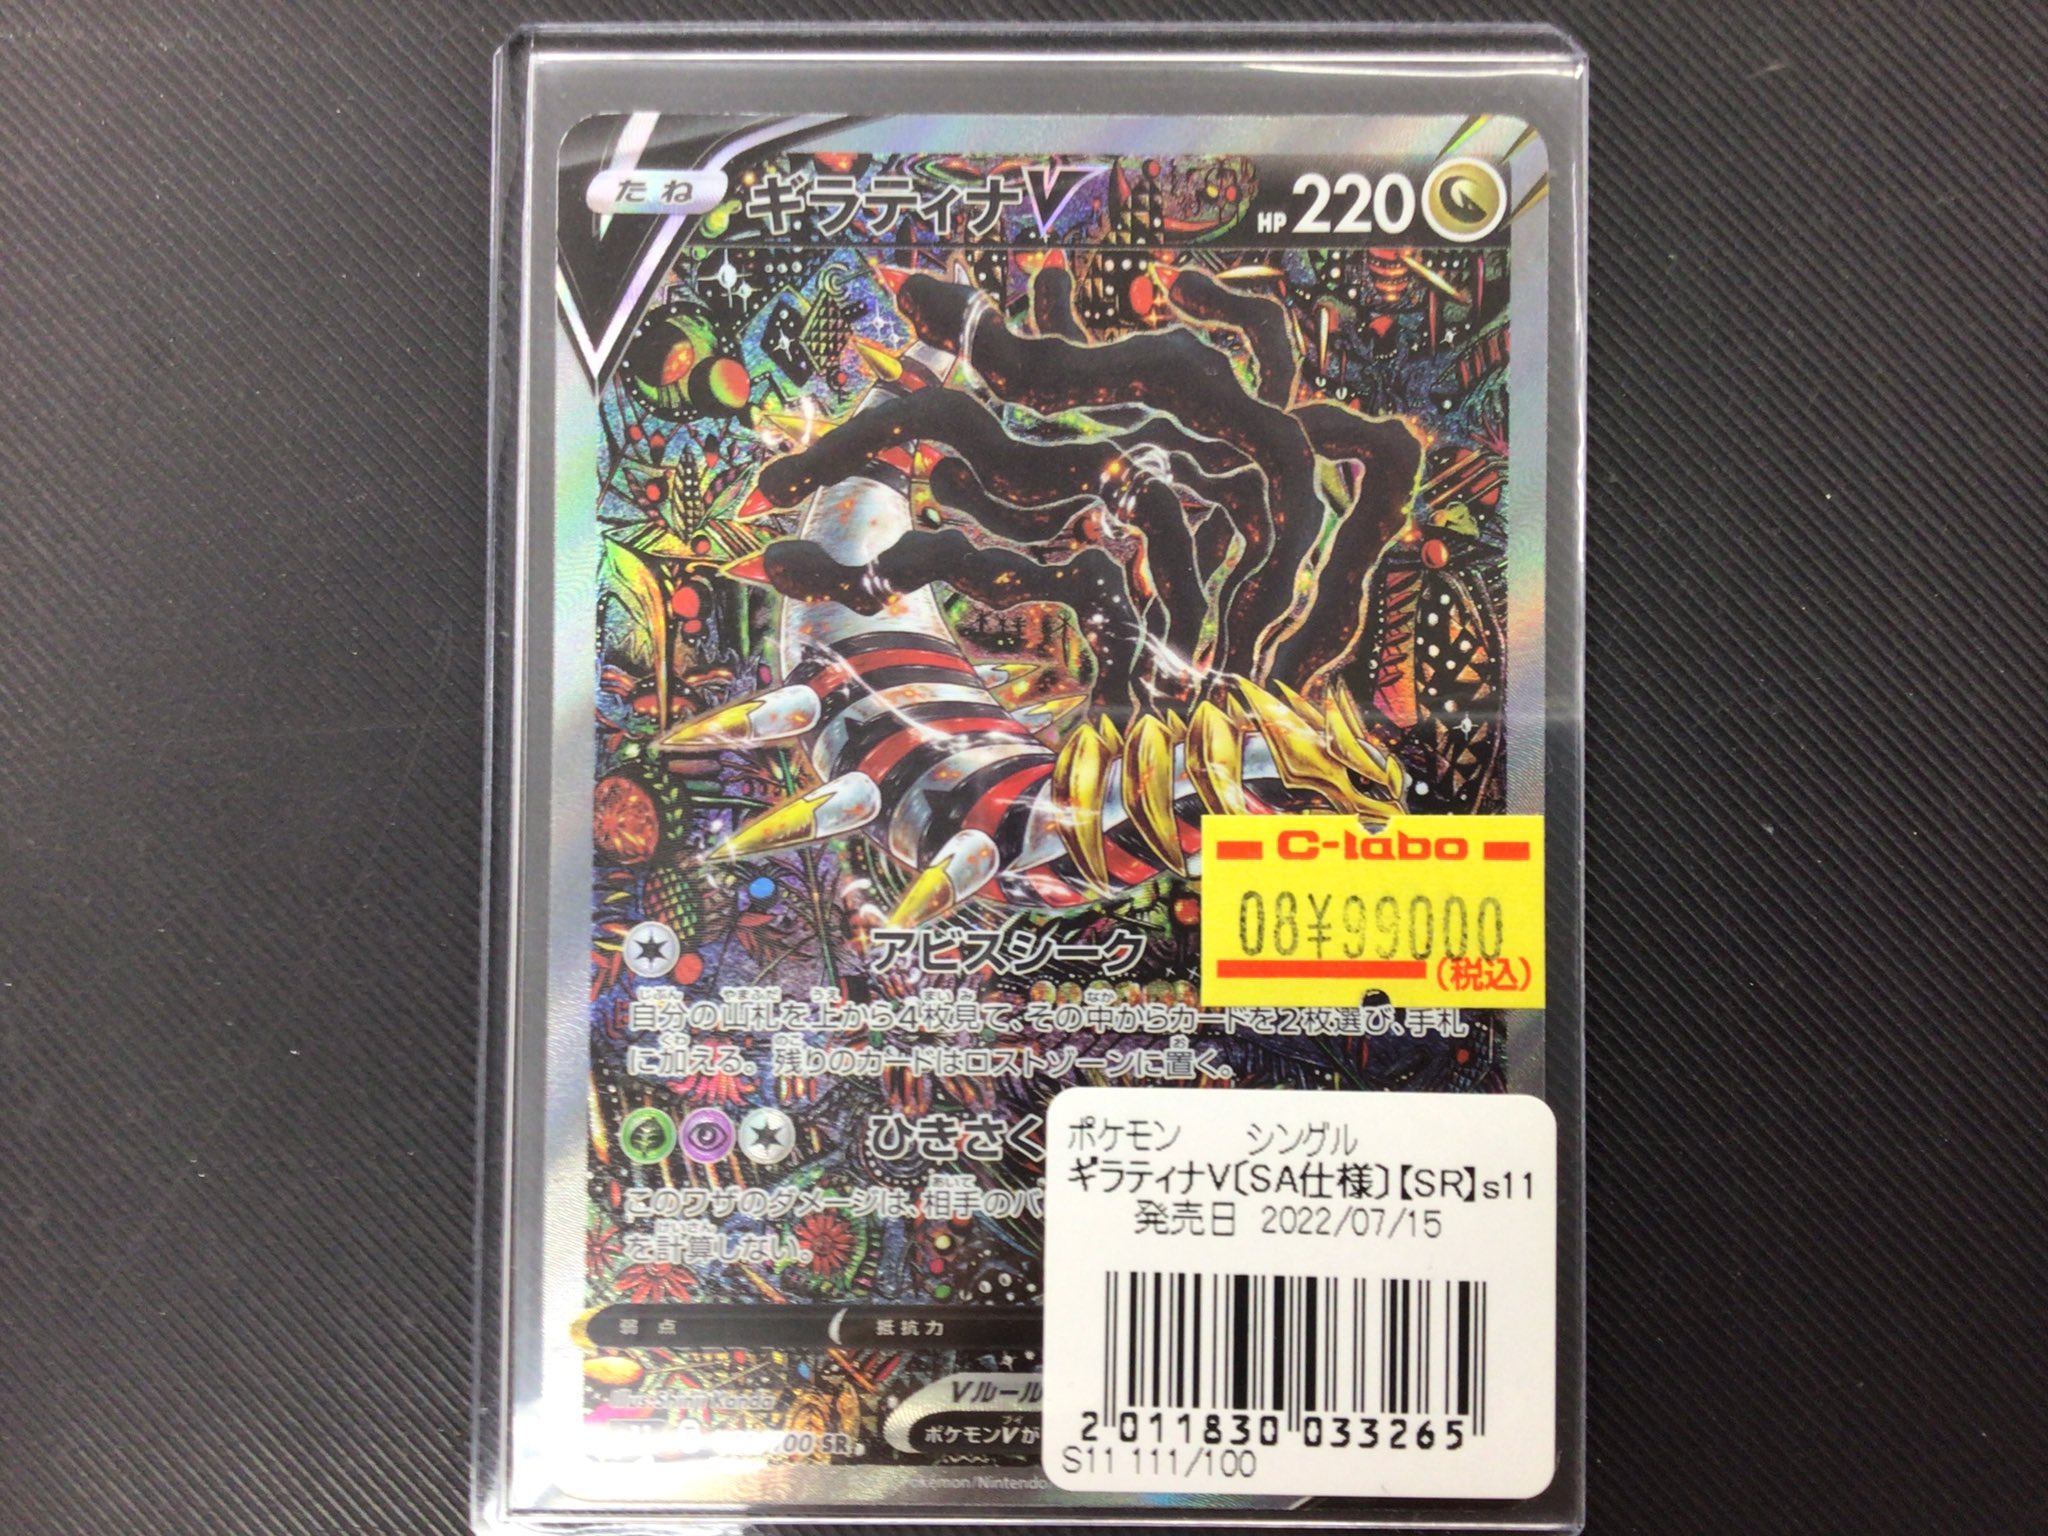 たね
ギラティナV
HP 220
アビスシーク
C-labo
08¥99000
(税込)
自分の山札を上から4枚見て、その中からカードを2枚選び、手札
に加える。残りのカードはロストゾーンに置く。
ひきさく
このワザのダメージは、相手のバ
を計算しない。
ポケモン シングル
ギラティナV〔SA仕様〕【SR】s11
発売日 2022/07/15
2 011830 033265
S11 111/100
弱点
抵抗力
Vルール
ポケモンVが
Illus. Shinji Kanda
/100 SR
Pokémon/Nintendo